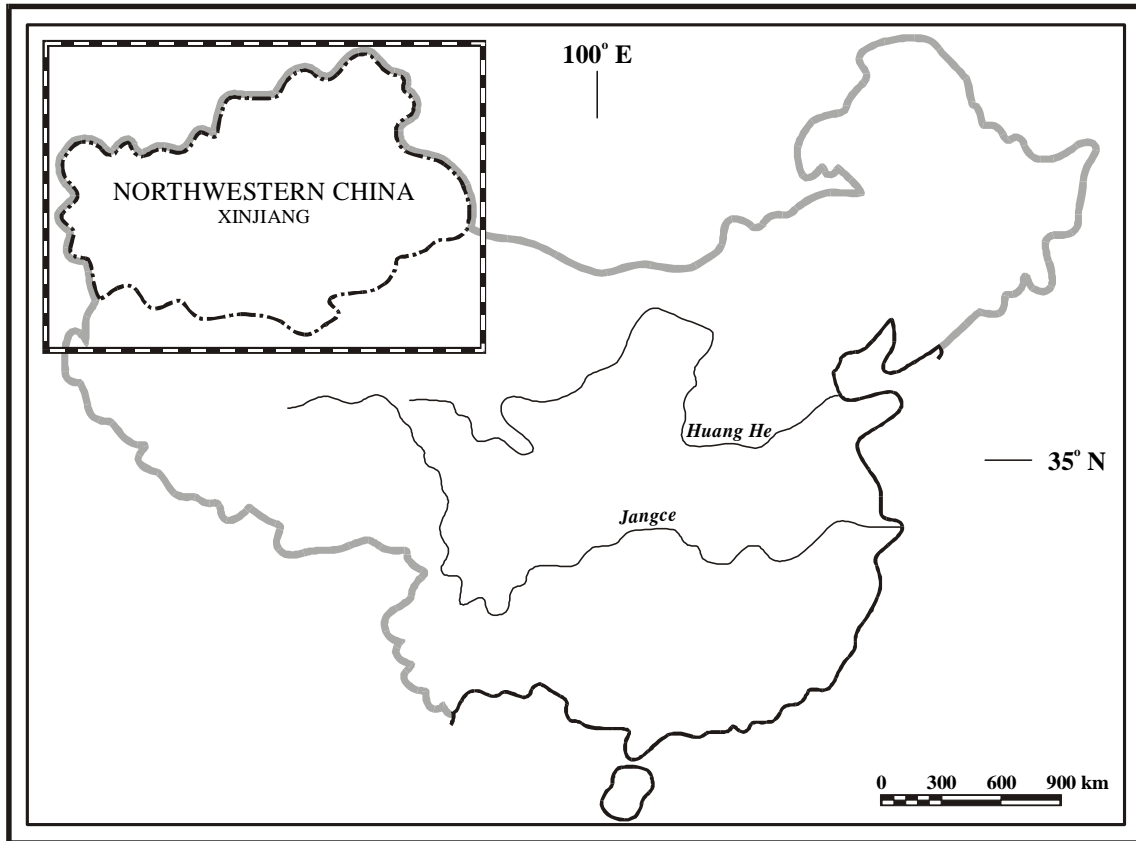 100° E
NORTHWESTERN CHINA
XINJIANG
Huang He
35° N
Jangce
0 300 600 900 km